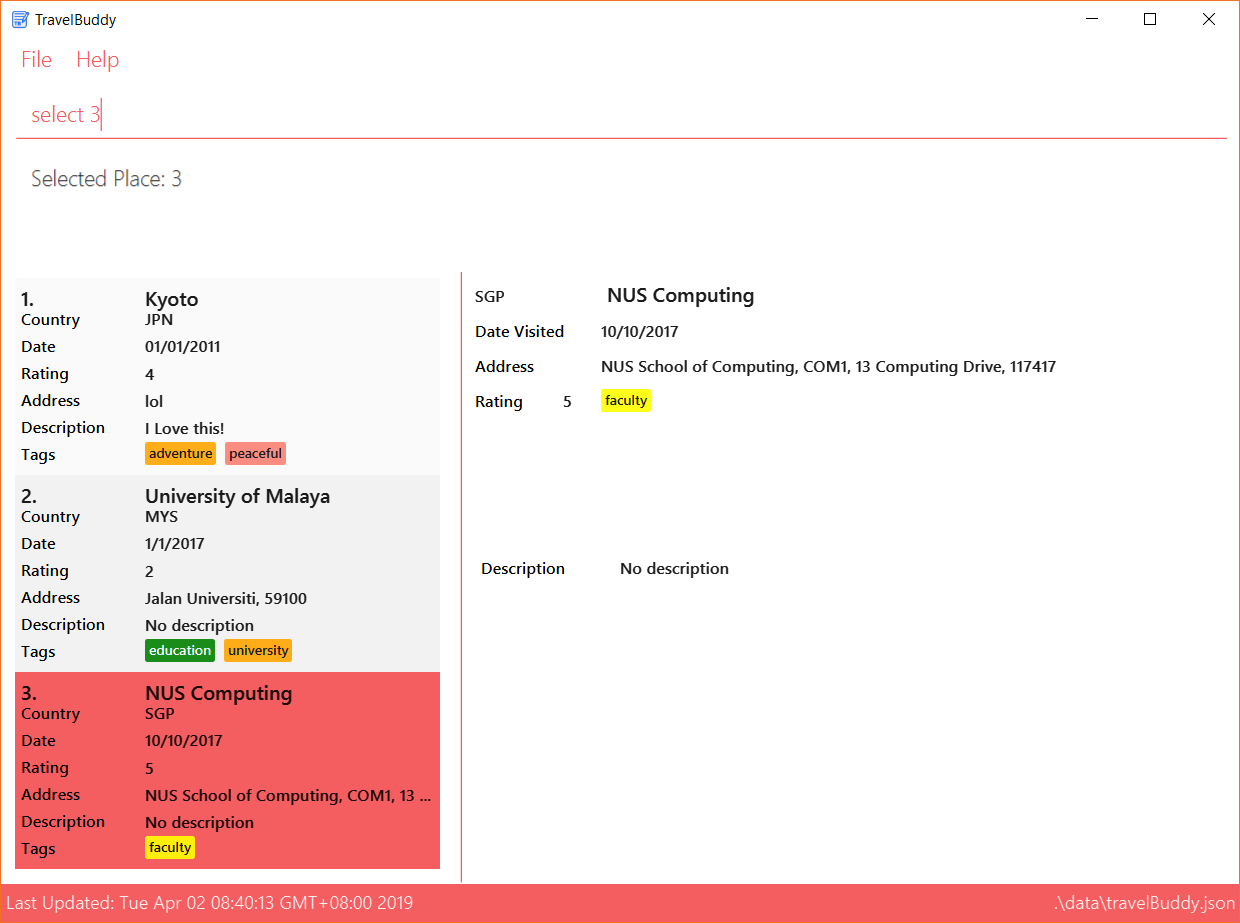 TravelBuddy
File Help
select 3
Selected Place: 3
1. Kyoto
Country JPN
Date 01/01/2011
Rating 4
Address lol
Description I Love this!
Tags adventure peaceful
2. University of Malaya
Country MYS
Date 1/1/2017
Rating 2
Address Jalan Universiti, 59100
Description No description
Tags education university
3. NUS Computing
Country SGP
Date 10/10/2017
Rating 5
Address NUS School of Computing, COM1, 13 ...
Description No description
Tags faculty
SGP NUS Computing
Date Visited 10/10/2017
Address NUS School of Computing, COM1, 13 Computing Drive, 117417
Rating 5 faculty
Description No description
Last Updated: Tue Apr 02 08:40:13 GMT+08:00 2019 .\data\travelBuddy.json